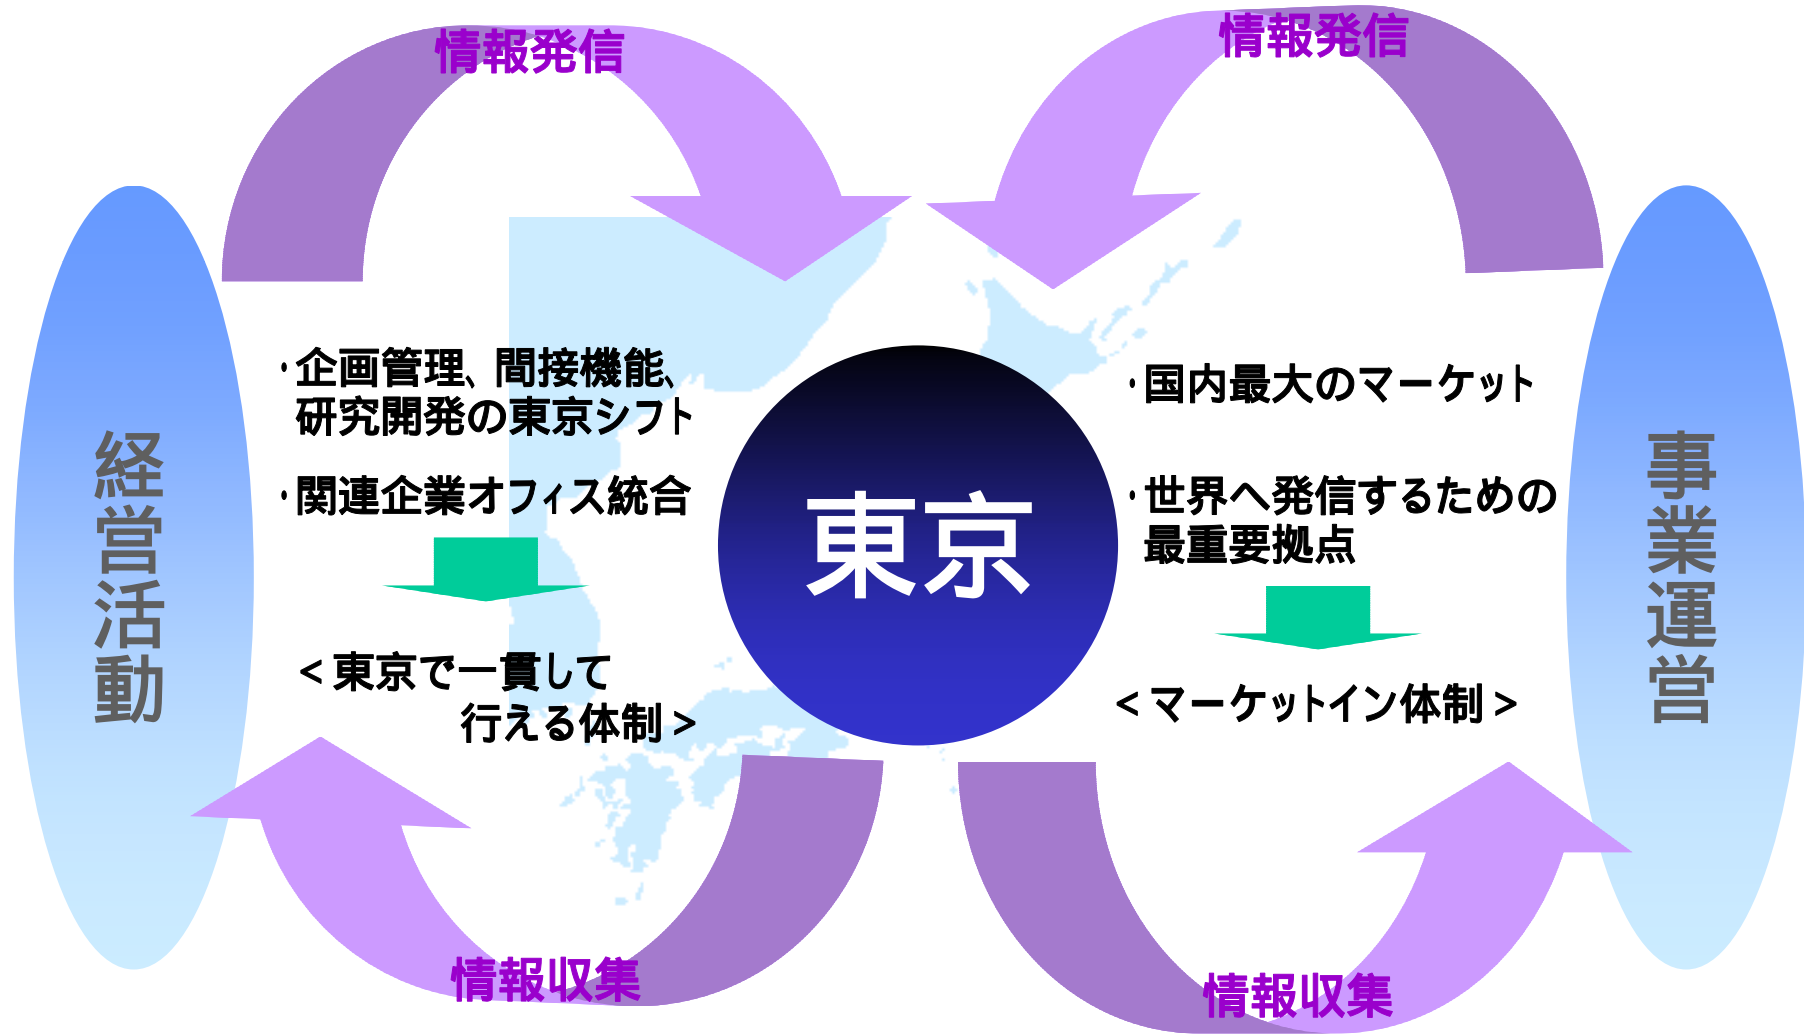 情報発信
情報発信
経営活動
・企画管理、間接機能、
研究開発の東京シフト
・関連企業オフィス統合
＜東京で一貫して
行える体制＞
東京
・国内最大のマーケット
・世界へ発信するための
最重要拠点
＜マーケットイン体制＞
事業運営
情報収集
情報収集